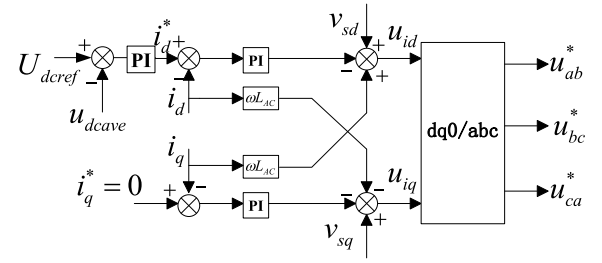 v_sd
i_d^* + + u_id
U_dcref + PI PI − + dq0/abc u_ab^*
− −
u_dcave i_d ωL_AC
u_bc^*
i_q ωL_AC
i_q^* = 0 + − PI − − u_iq u_ca^*
+
v_sq